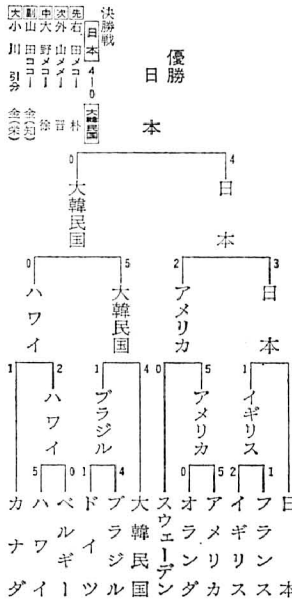 優勝
日本
決勝戦
日本 4―0 大韓民国
先 右田 メコ― 朴
次 外山 メメ― 晋
中 大野 メコ― 徐
副 山田 ココ― 金(知)
大 小川 引分 金(栄)
0 4
大韓民国 日本
0 5 2 3
ハワイ 大韓民国 アメリカ 日本
1 2 1 4 0 5 1
ハワイ ブラジル アメリカ イギリス
5 0 1 4 0 5 2 1
カナダ ハワイ ベルギー ドイツ ブラジル 大韓民国 スウェーデン オランダ アメリカ イギリス フランス 日本